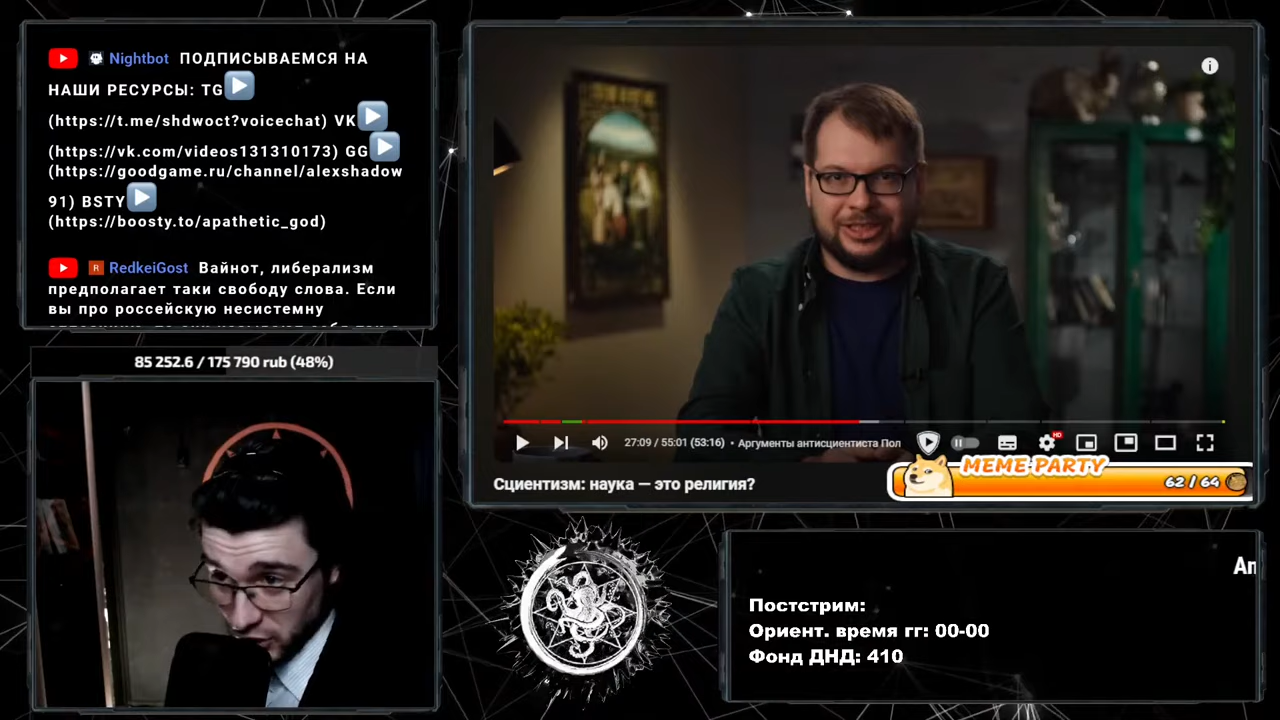 Nightbot ПОДПИСЫВАЕМСЯ НА
НАШИ РЕСУРСЫ: TG
(https://t.me/shdwoct?voicechat) VK
(https://vk.com/videos131310173) GG
(https://goodgame.ru/channel/alexshadow
91) BSTY
(https://boosty.to/apathetic_god)
R RedkeiGost Вайнот, либерализм
предполагает таки свободу слова. Если
вы про российскую несистемну
85 252.6 / 175 790 rub (48%)
27:09 / 55:01 (53:16) • Аргументы антисциентиста Пол
HD
Сциентизм: наука — это религия?
MEME PARTY
62 / 64
Постстрим:
Ориент. время гг: 00-00
Фонд ДНД: 410